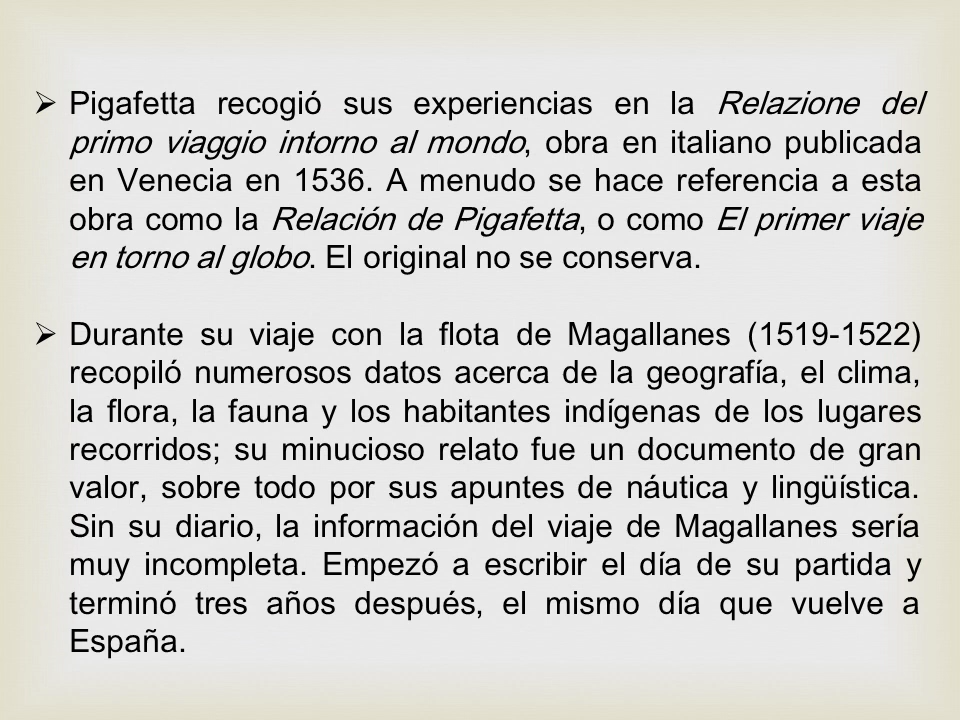 ➢ Pigafetta recogió sus experiencias en la Relazione del
primo viaggio intorno al mondo, obra en italiano publicada
en Venecia en 1536. A menudo se hace referencia a esta
obra como la Relación de Pigafetta, o como El primer viaje
en torno al globo. El original no se conserva.
➢ Durante su viaje con la flota de Magallanes (1519-1522)
recopiló numerosos datos acerca de la geografía, el clima,
la flora, la fauna y los habitantes indígenas de los lugares
recorridos; su minucioso relato fue un documento de gran
valor, sobre todo por sus apuntes de náutica y lingüística.
Sin su diario, la información del viaje de Magallanes sería
muy incompleta. Empezó a escribir el día de su partida y
terminó tres años después, el mismo día que vuelve a
España.